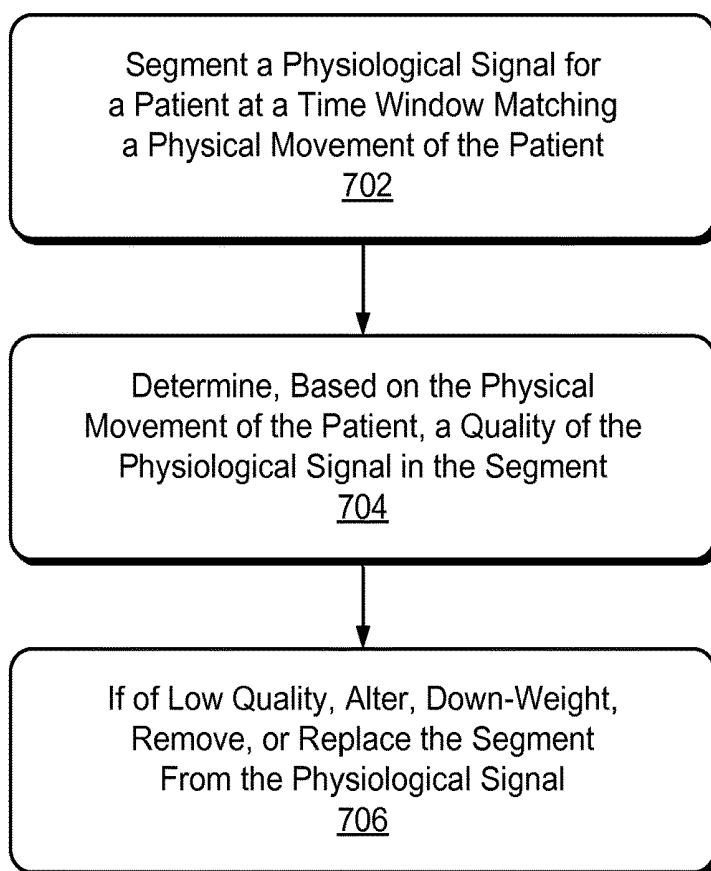 Segment a Physiological Signal for
a Patient at a Time Window Matching
a Physical Movement of the Patient
702
Determine, Based on the Physical
Movement of the Patient, a Quality of the
Physiological Signal in the Segment
704
If of Low Quality, Alter, Down-Weight,
Remove, or Replace the Segment
From the Physiological Signal
706